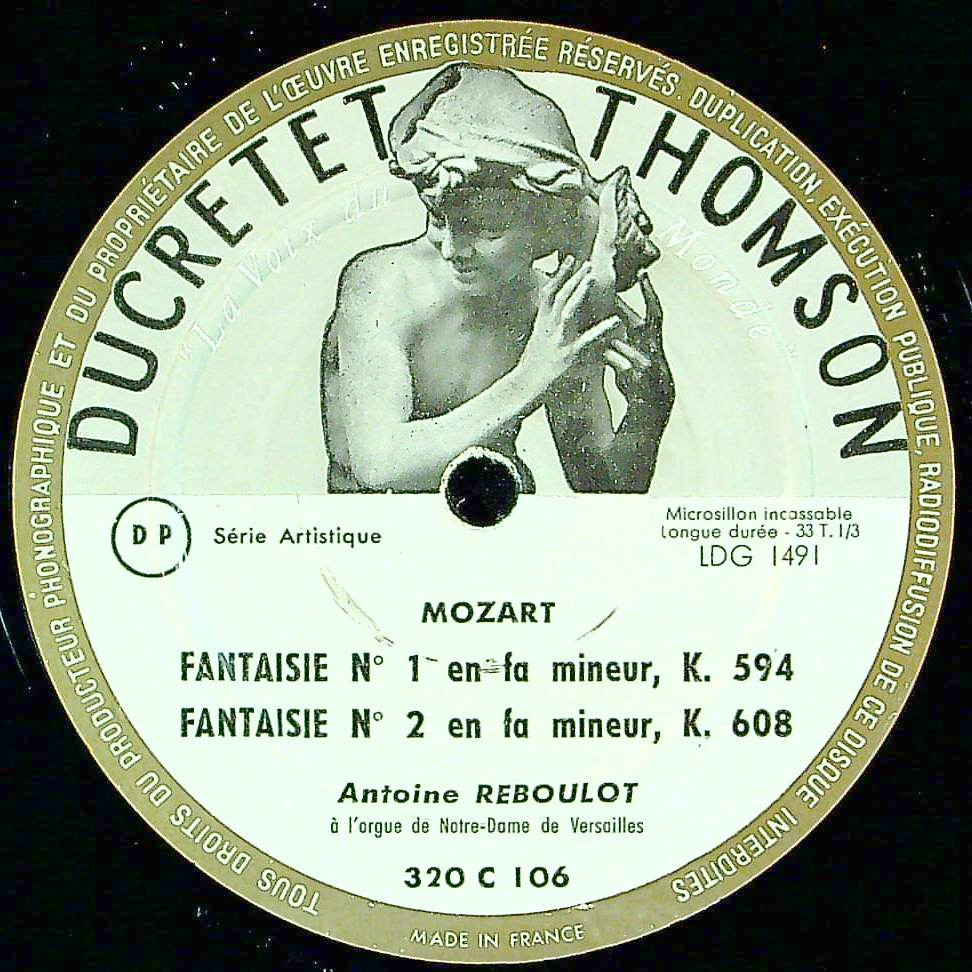 TOUS DROITS DU PRODUCTEUR PHONOGRAPHIQUE ET DU PROPRIÉTAIRE DE L'ŒUVRE ENREGISTRÉE RÉSERVÉS. DUPLICATION, EXÉCUTION PUBLIQUE, RADIODIFFUSION DE CE DISQUE INTERDITES
DUCRETET THOMSON
"La Voix du Monde"
DP Série Artistique
Microsillon incassable
Longue durée - 33 T. 1/3
LDG 1491
MOZART
FANTAISIE N° 1 en fa mineur, K. 594
FANTAISIE N° 2 en fa mineur, K. 608
Antoine REBOULOT
à l'orgue de Notre-Dame de Versailles
320 C 106
MADE IN FRANCE